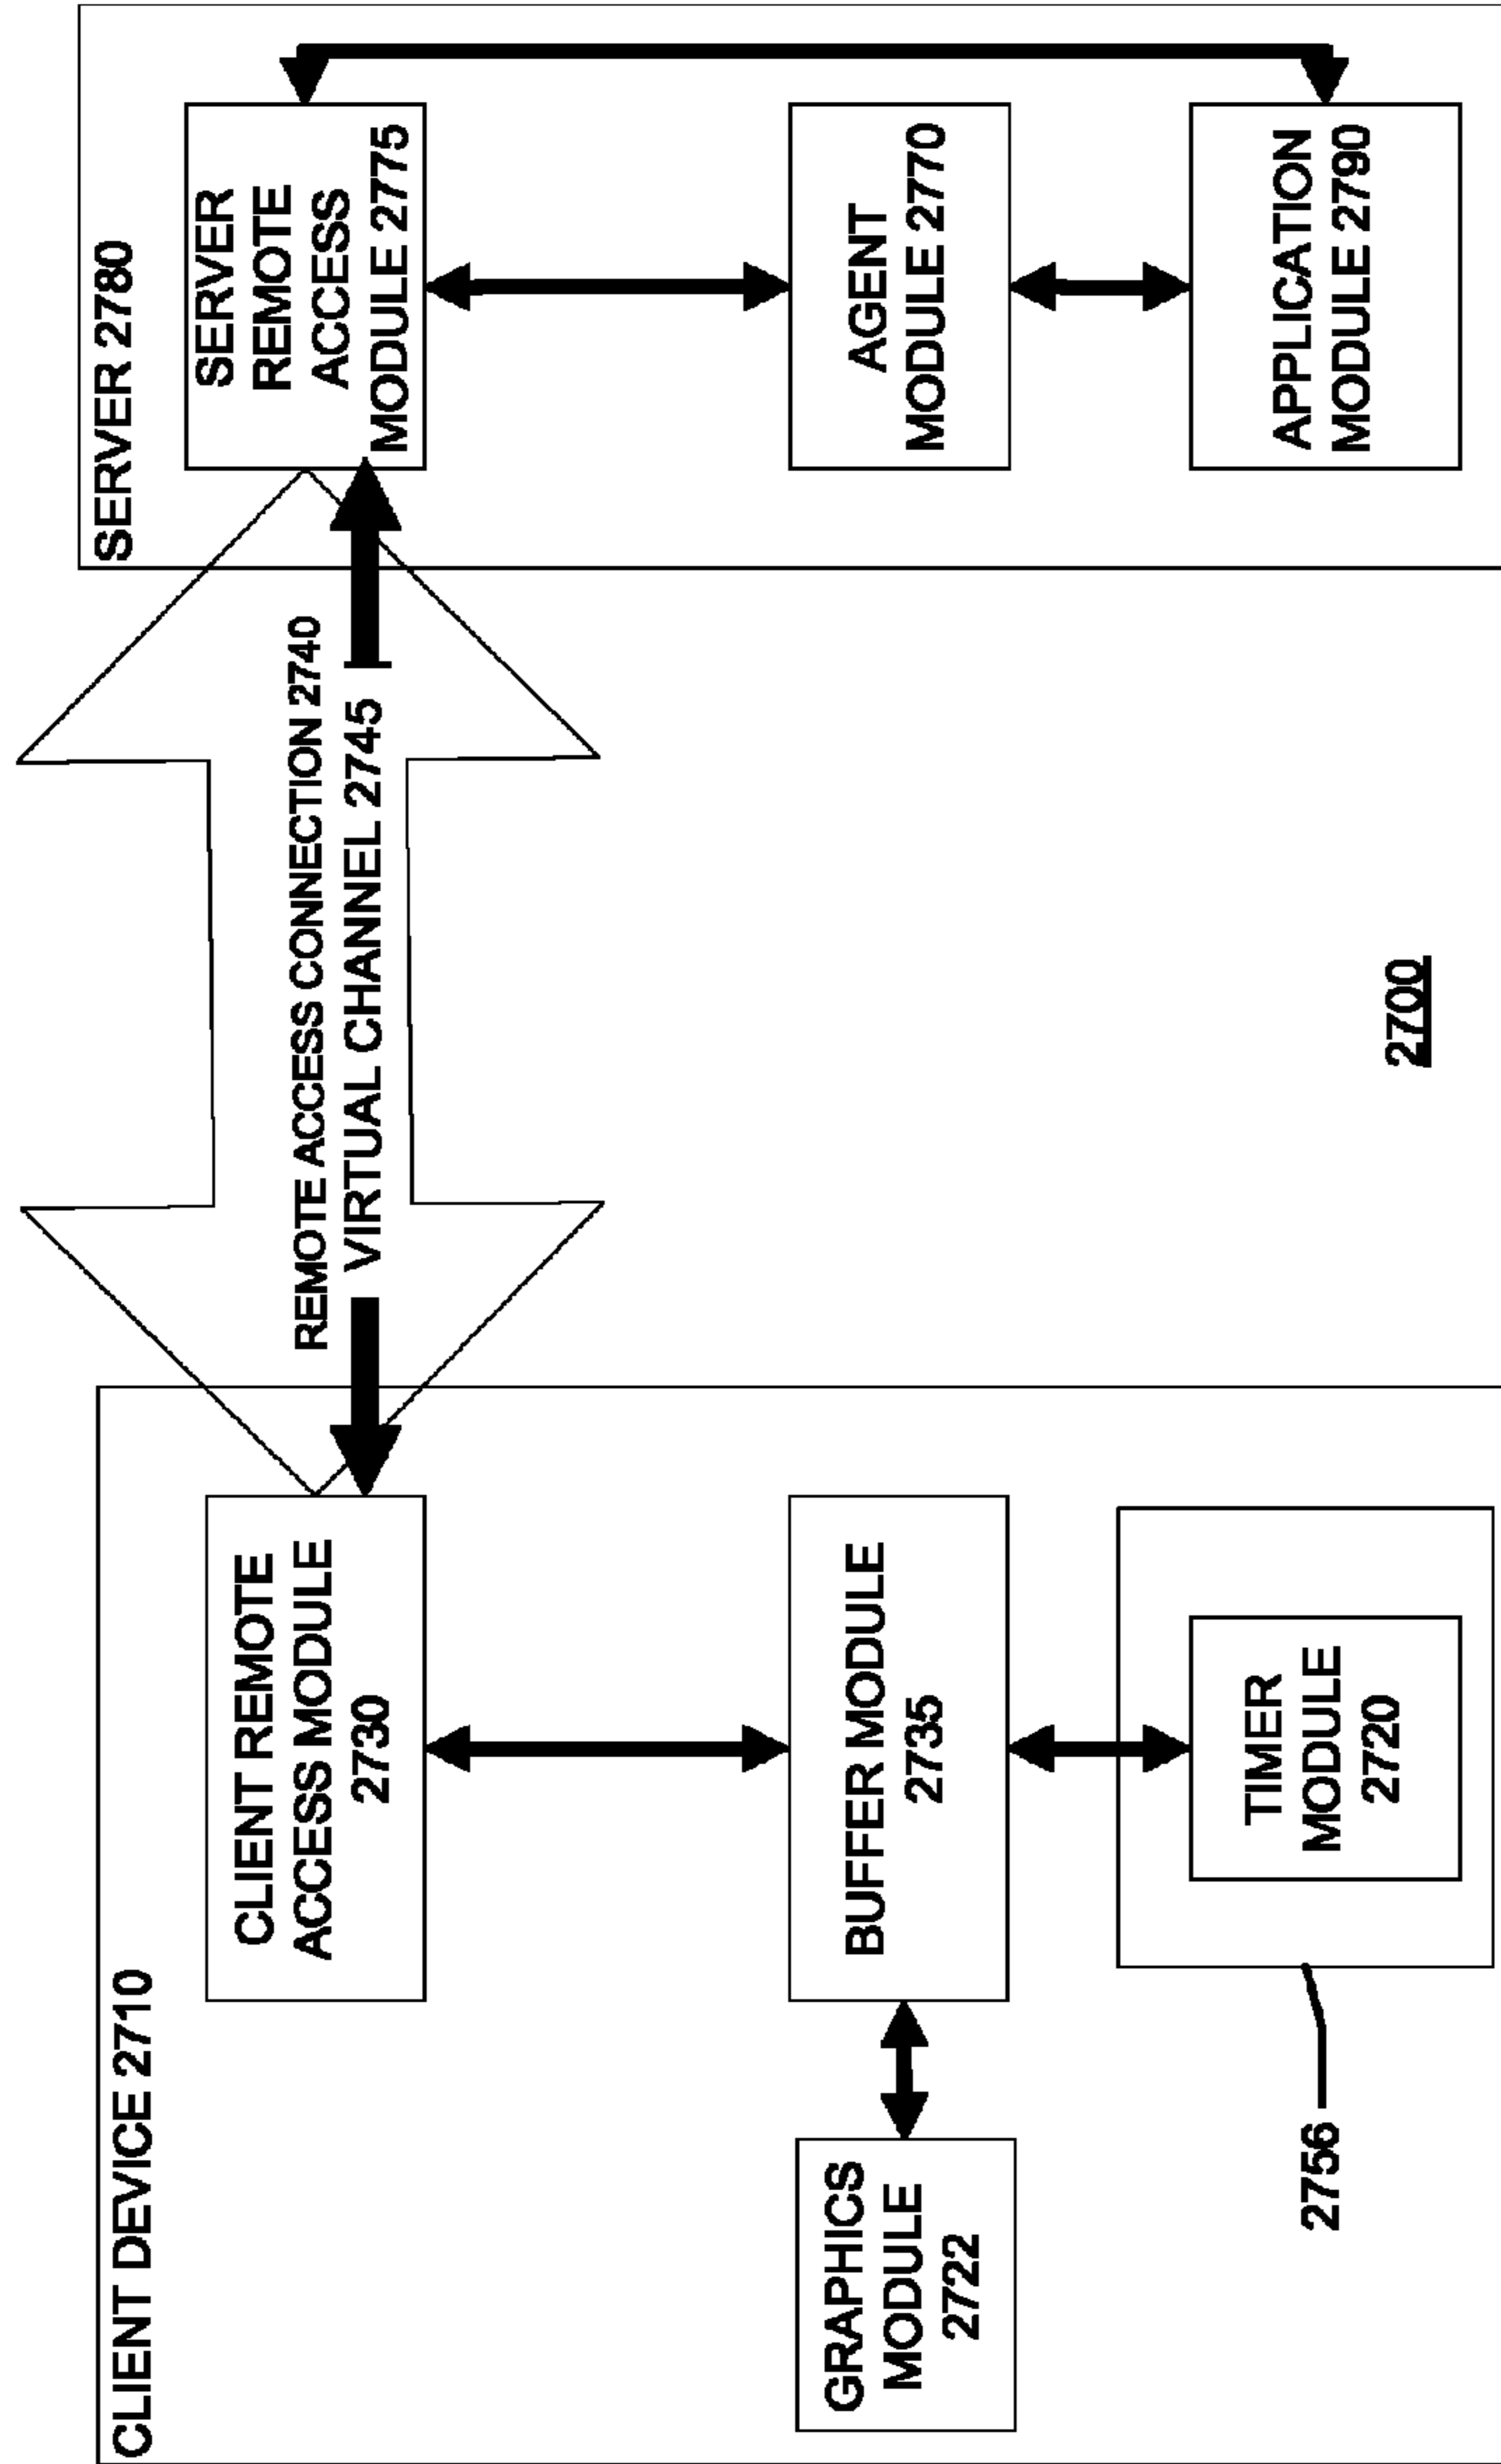 CLIENT DEVICE 2710
CLIENT REMOTE
ACCESS MODULE
2730
GRAPHICS
MODULE
2722
BUFFER MODULE
2735
TIMER
MODULE
2720
2756
REMOTE ACCESS CONNECTION 2740
VIRTUAL CHANNEL 2745
SERVER 2780
SERVER
REMOTE
ACCESS
MODULE 2775
AGENT
MODULE 2770
APPLICATION
MODULE 2790
2700